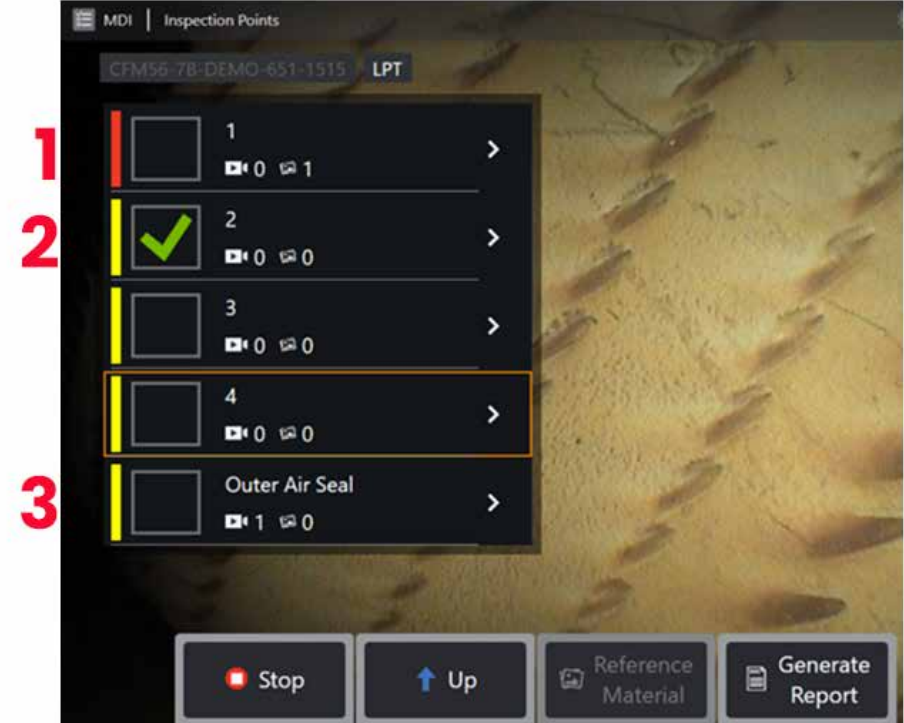 MDI | Inspection Points
CFM56-7B-DEMO-651-1515 LPT
1
1
0 1
2
2
0 0
3
0 0
4
0 0
3
Outer Air Seal
1 0
Stop
Up
Reference
Material
Generate
Report